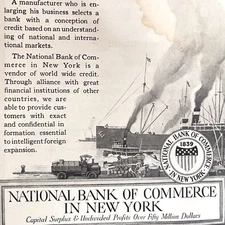 A manufacturer who is en-
larging his business selects a
bank with a conception of
credit based on an understand-
ing of national and interna-
tional markets.
The National Bank of Com-
merce in New York is a
vendor of world wide credit.
Through alliance with great
financial institutions of other
countries, we are
able to provide cus-
tomers with exact
and confidential in
formation essential
to intelligent foreign
expansion.
NATIONAL BANK OF COMMERCE
IN NEW YORK
1839
NATIONAL BANK OF COMMERCE
IN NEW YORK
Capital Surplus & Undivided Profits Over Fifty Million Dollars